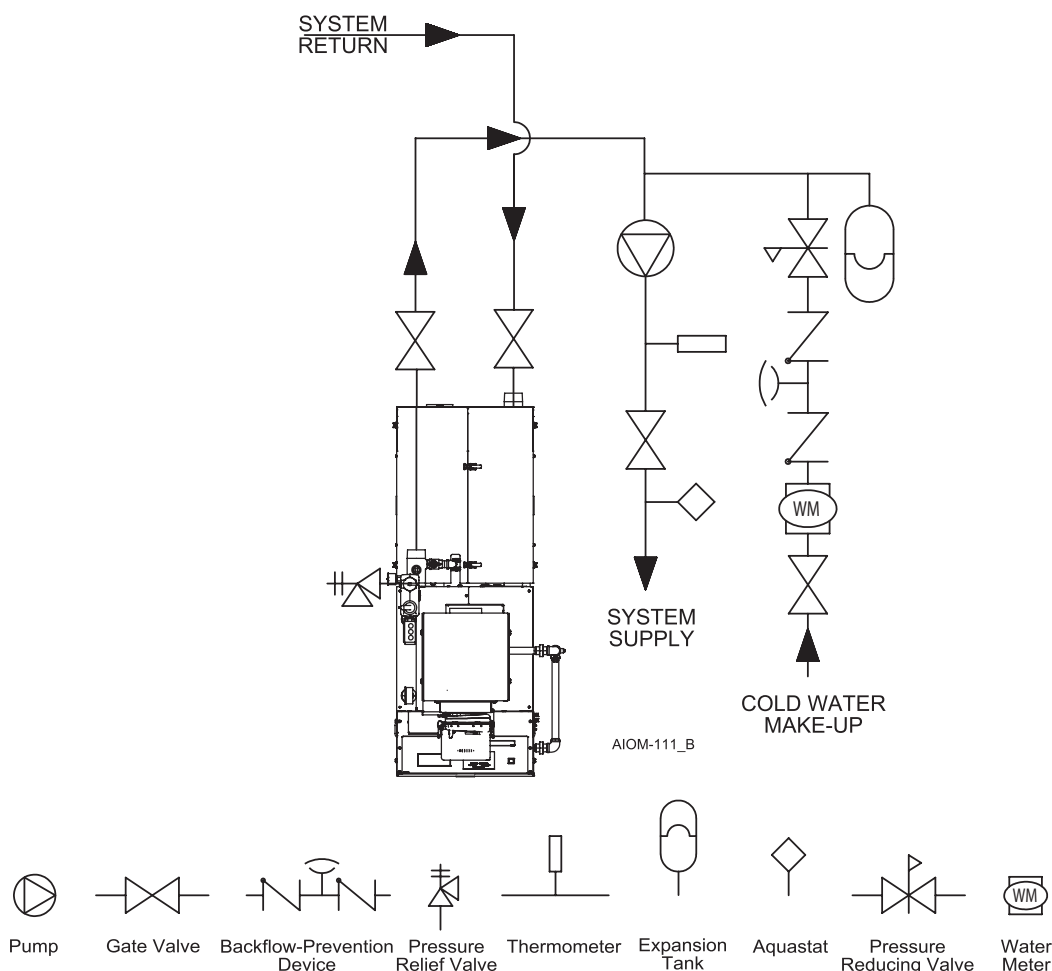 SYSTEM
RETURN
WM
SYSTEM
SUPPLY
COLD WATER
MAKE-UP
AIOM-111_B
WM
Pump
Gate Valve
Backflow-Prevention
Device
Pressure
Relief Valve
Thermometer
Expansion
Tank
Aquastat
Pressure
Reducing Valve
Water
Meter